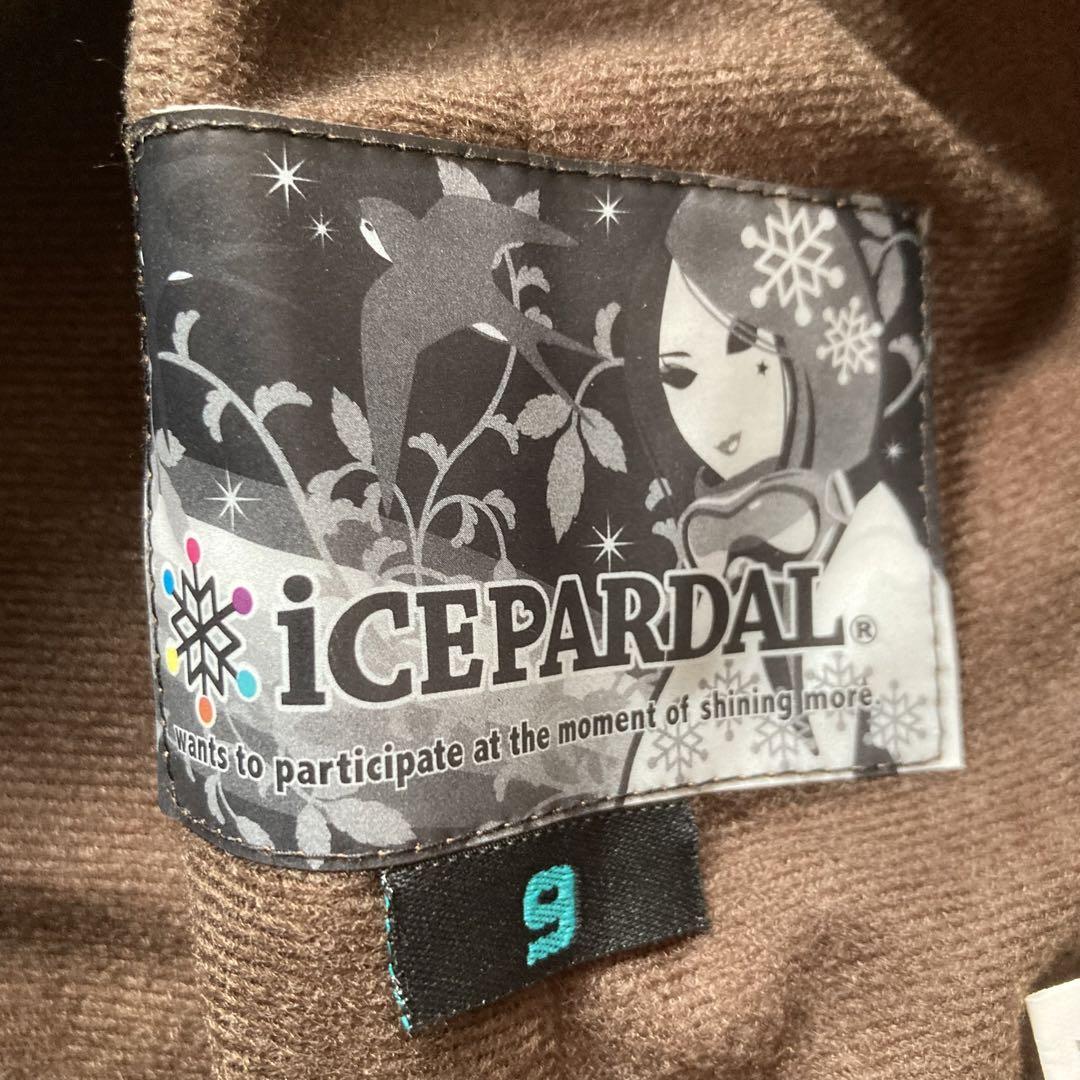 iCEPARDAL®
wants to participate at the moment of shining more.
9